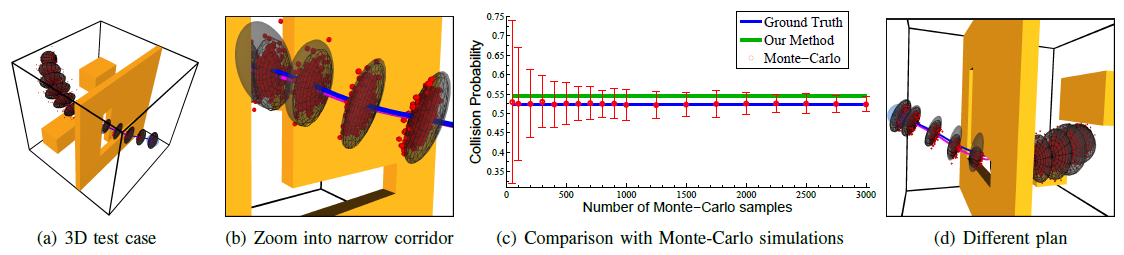 0.75
0.7
0.65
0.6
0.55
0.5
0.45
0.4
0.35
Collision Probability
Ground Truth
Our Method
Monte−Carlo
0 500 1000 1500 2000 2500 3000
Number of Monte−Carlo samples
(a) 3D test case
(b) Zoom into narrow corridor
(c) Comparison with Monte-Carlo simulations
(d) Different plan